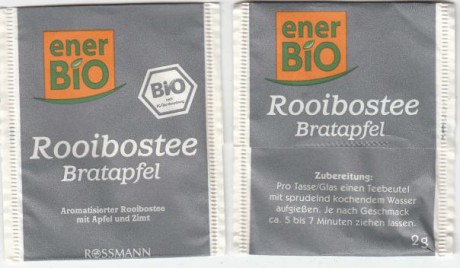 ener
BiO
Bio
Rooibostee
Bratapfel
Aromatisierter Rooibostee
mit Apfel und Zimt
ROSSMANN
ener
BiO
Rooibostee
Bratapfel
Zubereitung:
Pro Tasse/Glas einen Teebeutel
mit sprudelnd kochendem Wasser
aufgießen. Je nach Geschmack
ca. 5 bis 7 Minuten ziehen lassen.
2g